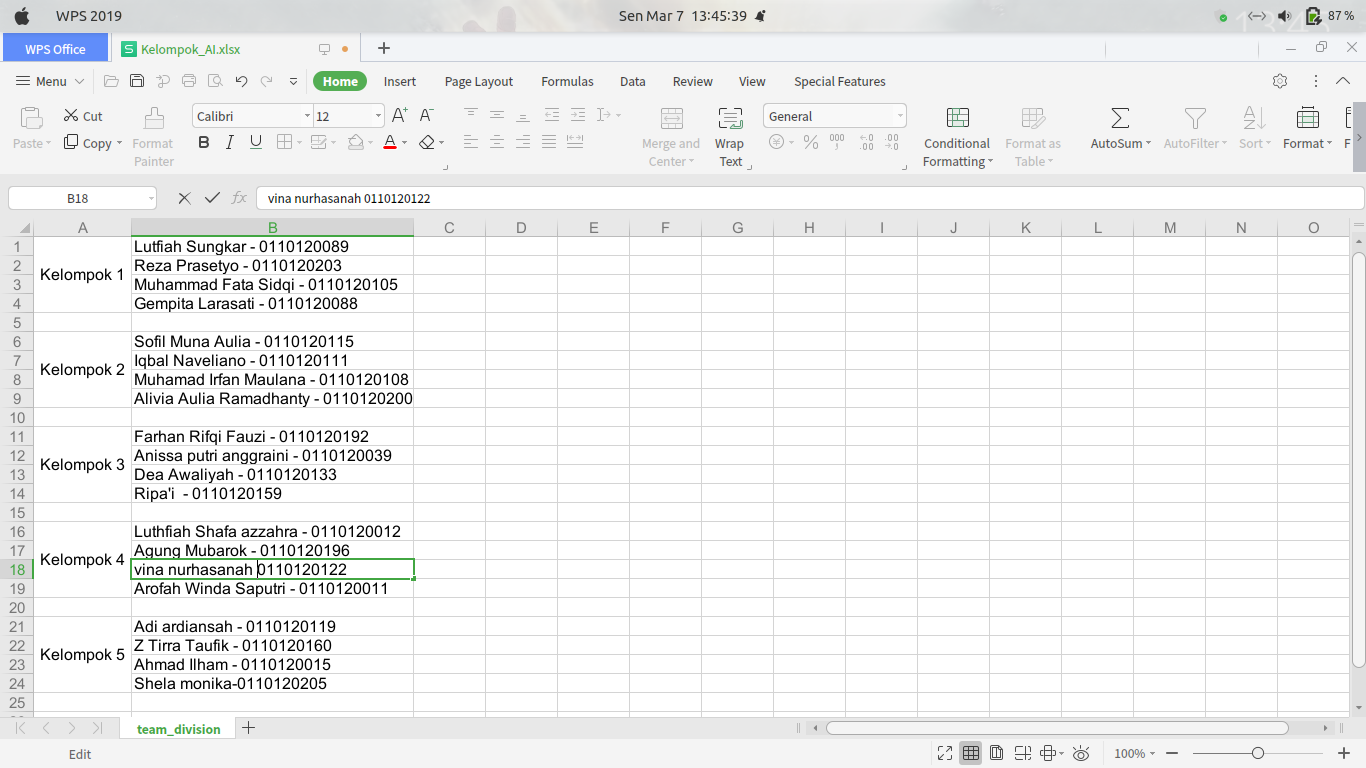 WPS 2019
Sen Mar 7 13:45:39
87 %
WPS Office
Kelompok_AI.xlsx
Menu
Home
Insert
Page Layout
Formulas
Data
Review
View
Special Features
Paste
Cut
Copy
Format
Painter
Calibri
12
B I U
Merge and
Center
Wrap
Text
General
Conditional
Formatting
Format as
Table
AutoSum
AutoFilter
Sort
Format
B18
fx
vina nurhasanah 0110120122
A B C D E F G H I J K L M N O
1 Lutfiah Sungkar - 0110120089
2 Reza Prasetyo - 0110120203
Kelompok 1
3 Muhammad Fata Sidqi - 0110120105
4 Gempita Larasati - 0110120088
5
6 Sofil Muna Aulia - 0110120115
7 Iqbal Naveliano - 0110120111
Kelompok 2
8 Muhamad Irfan Maulana - 0110120108
9 Alivia Aulia Ramadhanty - 0110120200
10
11 Farhan Rifqi Fauzi - 0110120192
12 Anissa putri anggraini - 0110120039
Kelompok 3
13 Dea Awaliyah - 0110120133
14 Ripa'i  - 0110120159
15
16 Luthfiah Shafa azzahra - 0110120012
17 Agung Mubarok - 0110120196
Kelompok 4
18 vina nurhasanah 0110120122
19 Arofah Winda Saputri - 0110120011
20
21 Adi ardiansah - 0110120119
22 Z Tirra Taufik - 0110120160
Kelompok 5
23 Ahmad Ilham - 0110120015
24 Shela monika-0110120205
25
team_division
Edit
100%